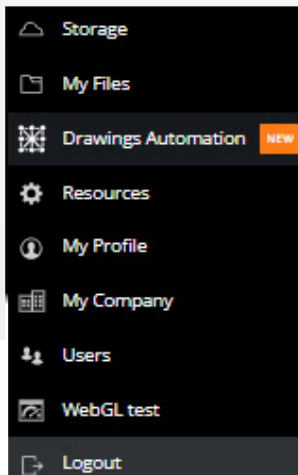 Storage
My Files
Drawings Automation NEW
Resources
My Profile
My Company
Users
WebGL test
Logout